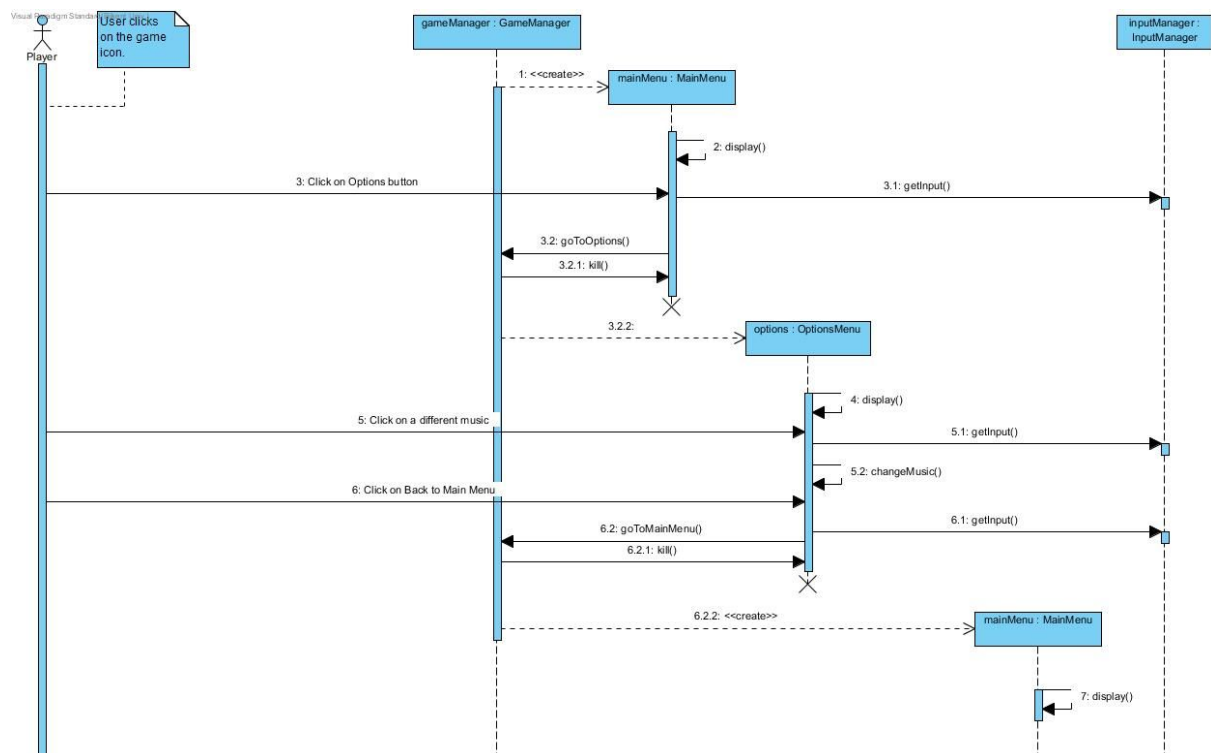 Visual Paradigm Standard
User clicks
on the game
icon.
Player
gameManager : GameManager
inputManager :
InputManager
1: <<create>>
mainMenu : MainMenu
2: display()
3: Click on Options button
3.1: getInput()
3.2: goToOptions()
3.2.1: kill()
3.2.2:
options : OptionsMenu
4: display()
5: Click on a different music
5.1: getInput()
5.2: changeMusic()
6: Click on Back to Main Menu
6.1: getInput()
6.2: goToMainMenu()
6.2.1: kill()
6.2.2: <<create>>
mainMenu : MainMenu
7: display()